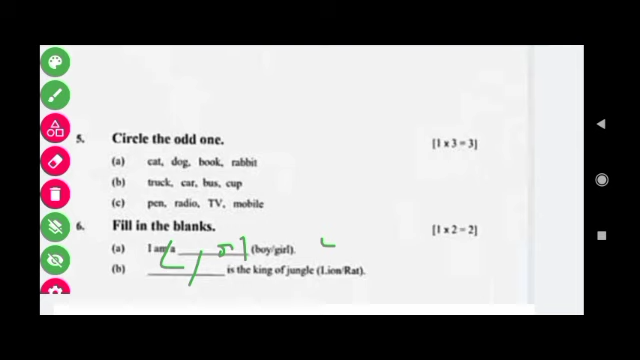 5. Circle the odd one. [1 x 3 = 3]
(a) cat, dog, book, rabbit
(b) truck, car, bus, cup
(c) pen, radio, TV, mobile
6. Fill in the blanks. [1 x 2 = 2]
(a) I am a ____________ (boy/girl).
(b) ____________ is the king of jungle (Lion/Rat).